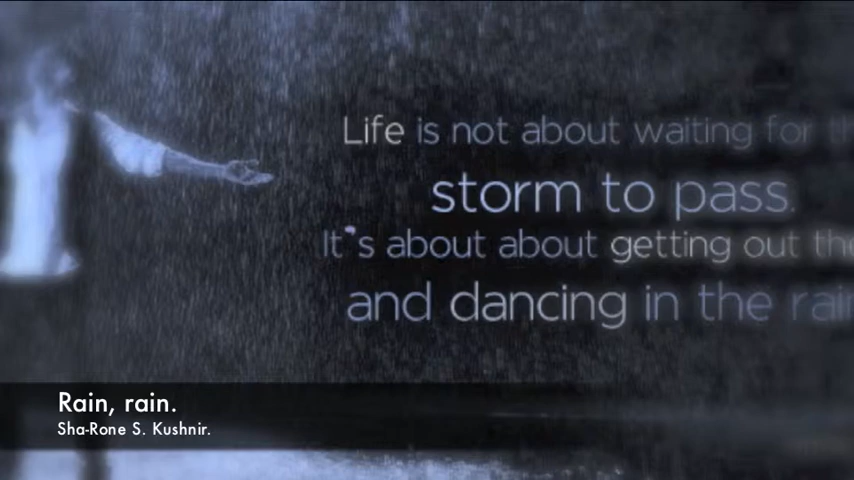 Life is not about waiting for
storm to pass.
It's about about getting out
and dancing in the
Rain, rain.
Sha-Rone S. Kushnir.